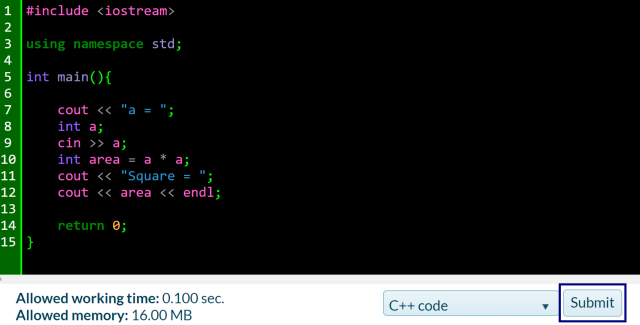 1 #include <iostream>
2
3 using namespace std;
4
5 int main(){
6
7     cout << "a = ";
8     int a;
9     cin >> a;
10     int area = a * a;
11     cout << "Square = ";
12     cout << area << endl;
13
14     return 0;
15 }
Allowed working time: 0.100 sec.
Allowed memory: 16.00 MB
C++ code
Submit